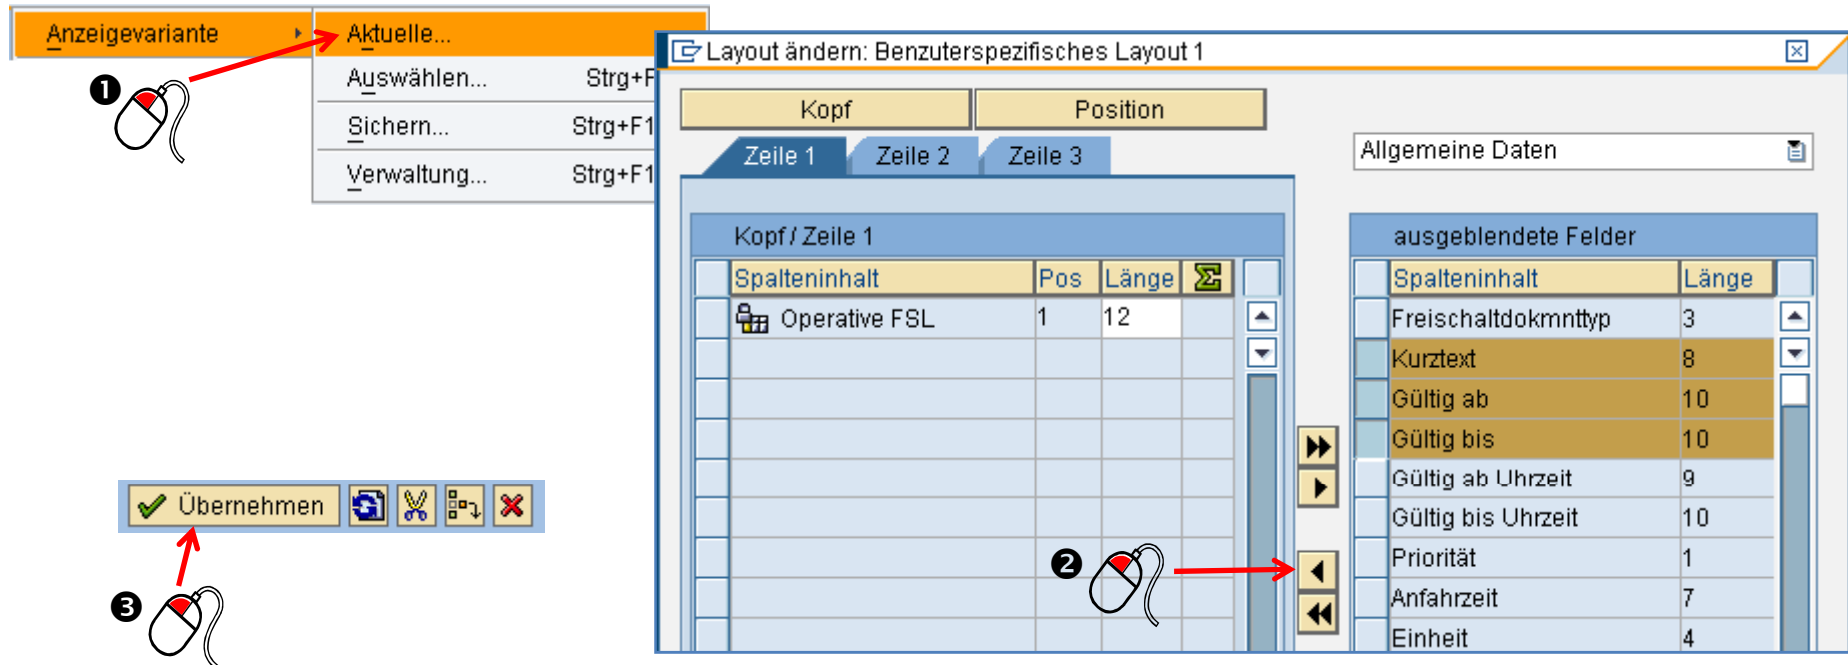 Anzeigevariante
Aktuelle...
Auswählen... Strg+F
Sichern... Strg+F1
Verwaltung... Strg+F1
❶
Layout ändern: Benzuterspezifisches Layout 1
Kopf Position
Zeile 1 Zeile 2 Zeile 3
Allgemeine Daten
Kopf / Zeile 1
Spalteninhalt Pos Länge Σ
Operative FSL 1 12
ausgeblendete Felder
Spalteninhalt Länge
Freischaltdokmnttyp 3
Kurztext 8
Gültig ab 10
Gültig bis 10
Gültig ab Uhrzeit 9
Gültig bis Uhrzeit 10
Priorität 1
Anfahrzeit 7
Einheit 4
❷
Übernehmen
❸